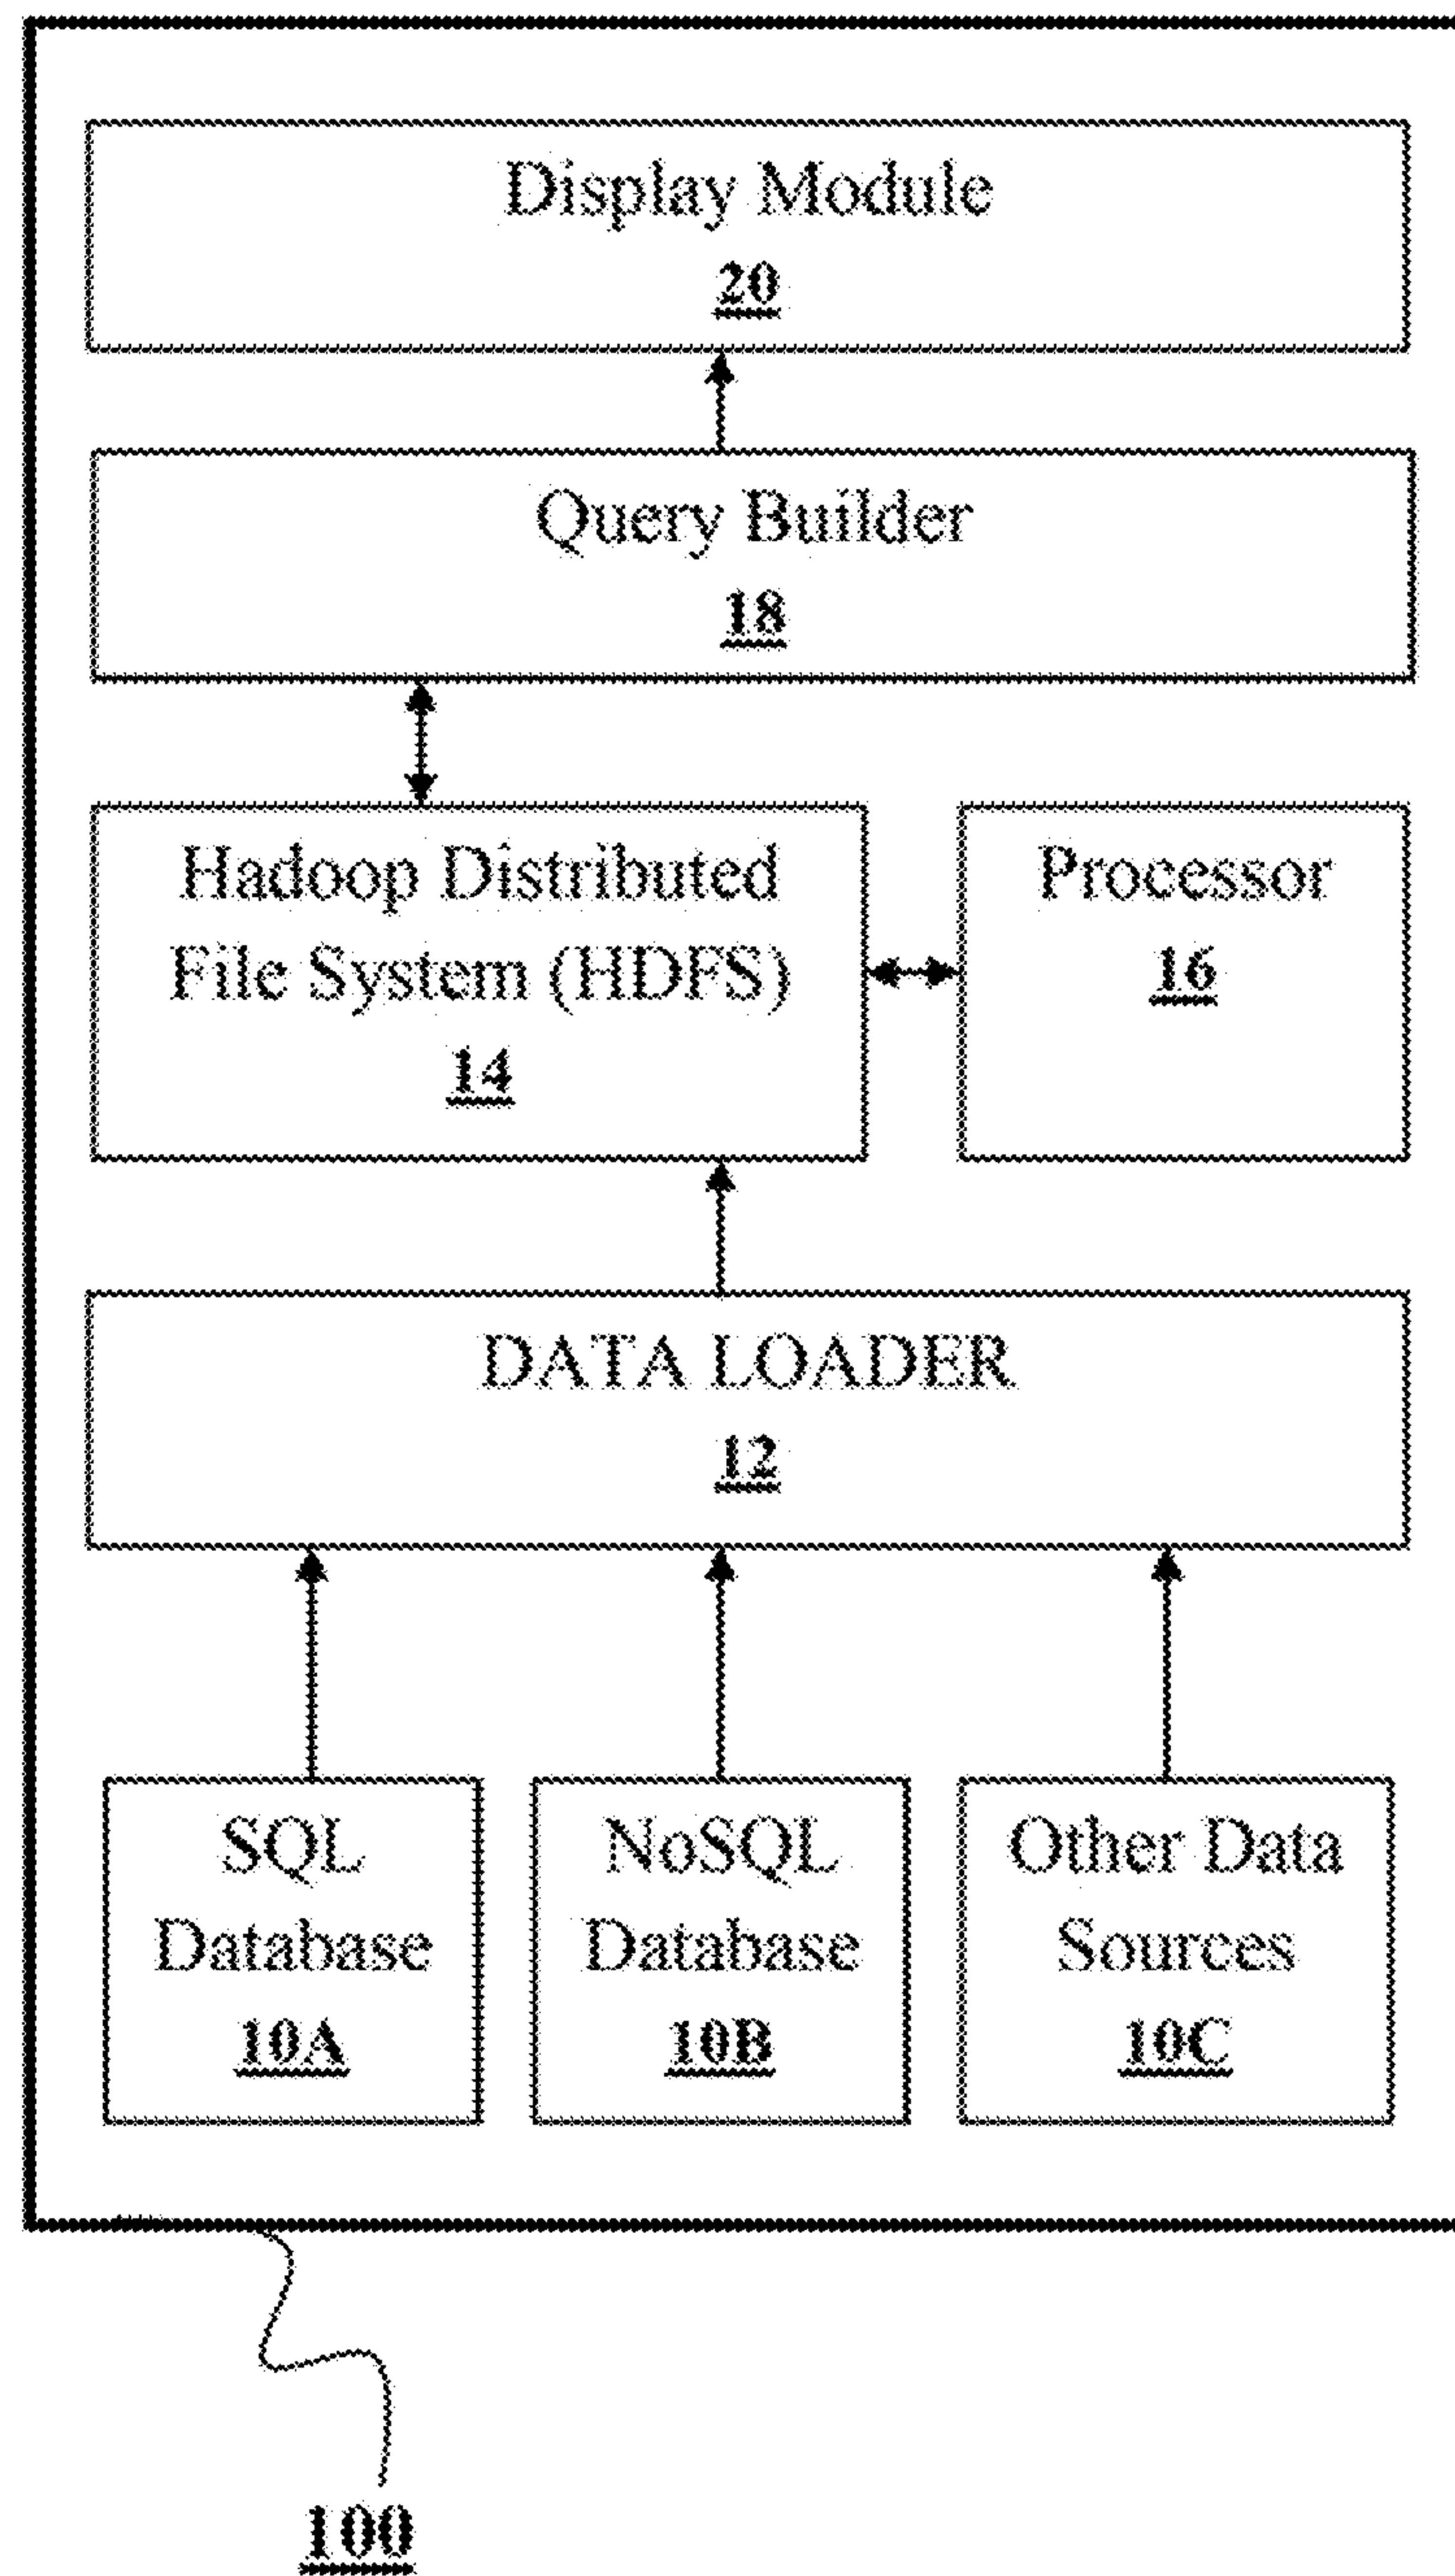 Display Module
20
Query Builder
18
Hadoop Distributed
File System (HDFS)
14
Processor
16
DATA LOADER
12
SQL
Database
10A
NoSQL
Database
10B
Other Data
Sources
10C
100